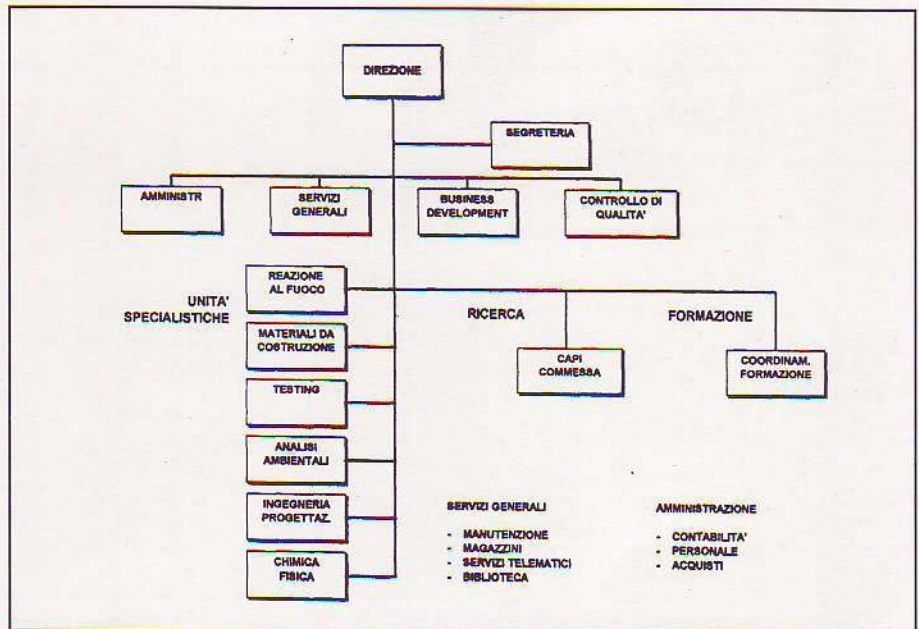 DIREZIONE
SEGRETERIA
AMMINISTR
SERVIZI
GENERALI
BUSINESS
DEVELOPMENT
CONTROLLO DI
QUALITA'
UNITA'
SPECIALISTICHE
REAZIONE
AL FUOCO
MATERIALI DA
COSTRUZIONE
TESTING
ANALISI
AMBIENTALI
INGEGNERIA
PROGETTAZ.
CHIMICA
FISICA
RICERCA
CAPI
COMMESSA
FORMAZIONE
COORDINAM.
FORMAZIONE
SERVIZI GENERALI
- MANUTENZIONE
- MAGAZZINI
- SERVIZI TELEMATICI
- BIBLIOTECA
AMMINISTRAZIONE
- CONTABILITA'
- PERSONALE
- ACQUISTI